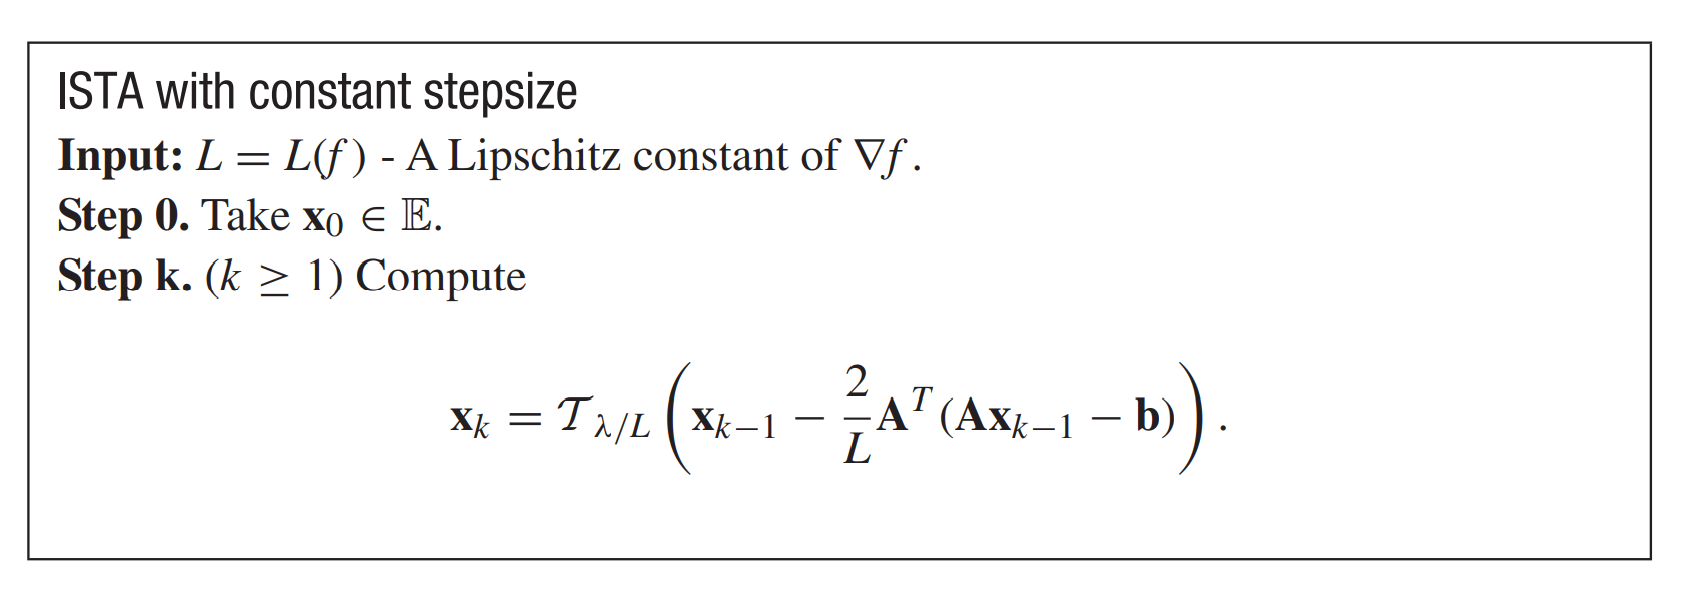 ISTA with constant stepsize
Input: L = L(f) - A Lipschitz constant of ∇f.
Step 0. Take x₀ ∈ 𝔼.
Step k. (k ≥ 1) Compute
xₖ = 𝒯_{λ/L} (xₖ₋₁ − \frac{2}{L} Aᵀ(Axₖ₋₁ − b)).